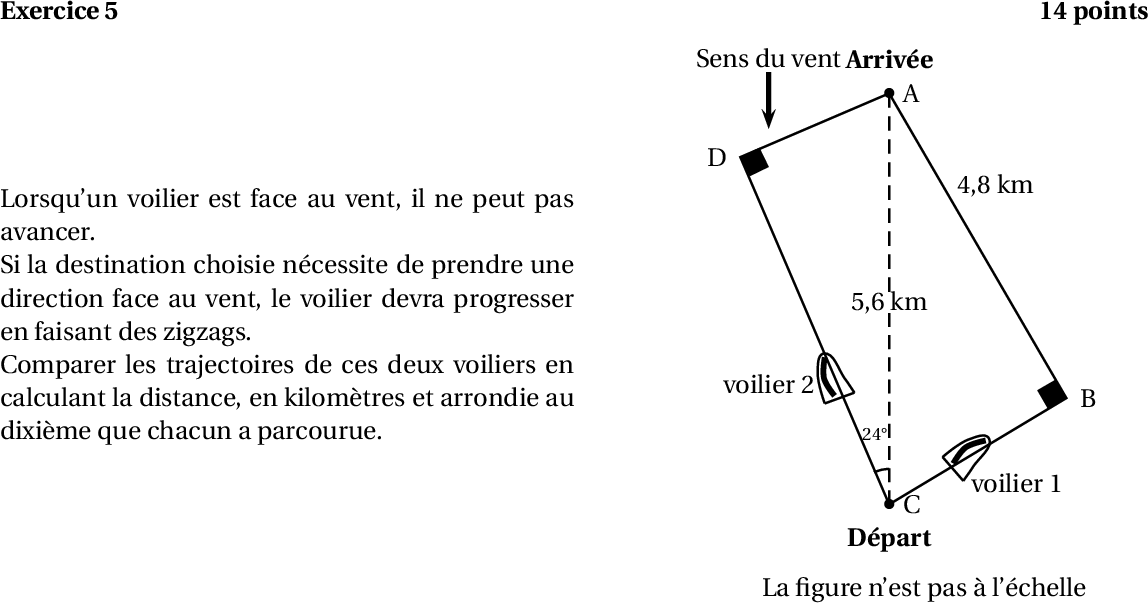 Exercice 5
14 points
Lorsqu'un voilier est face au vent, il ne peut pas
avancer.
Si la destination choisie nécessite de prendre une
direction face au vent, le voilier devra progresser
en faisant des zigzags.
Comparer les trajectoires de ces deux voiliers en
calculant la distance, en kilomètres et arrondie au
dixième que chacun a parcourue.
Sens du vent
Arrivée
A
D
4,8 km
5,6 km
voilier 2
B
24°
voilier 1
C
Départ
La figure n'est pas à l'échelle